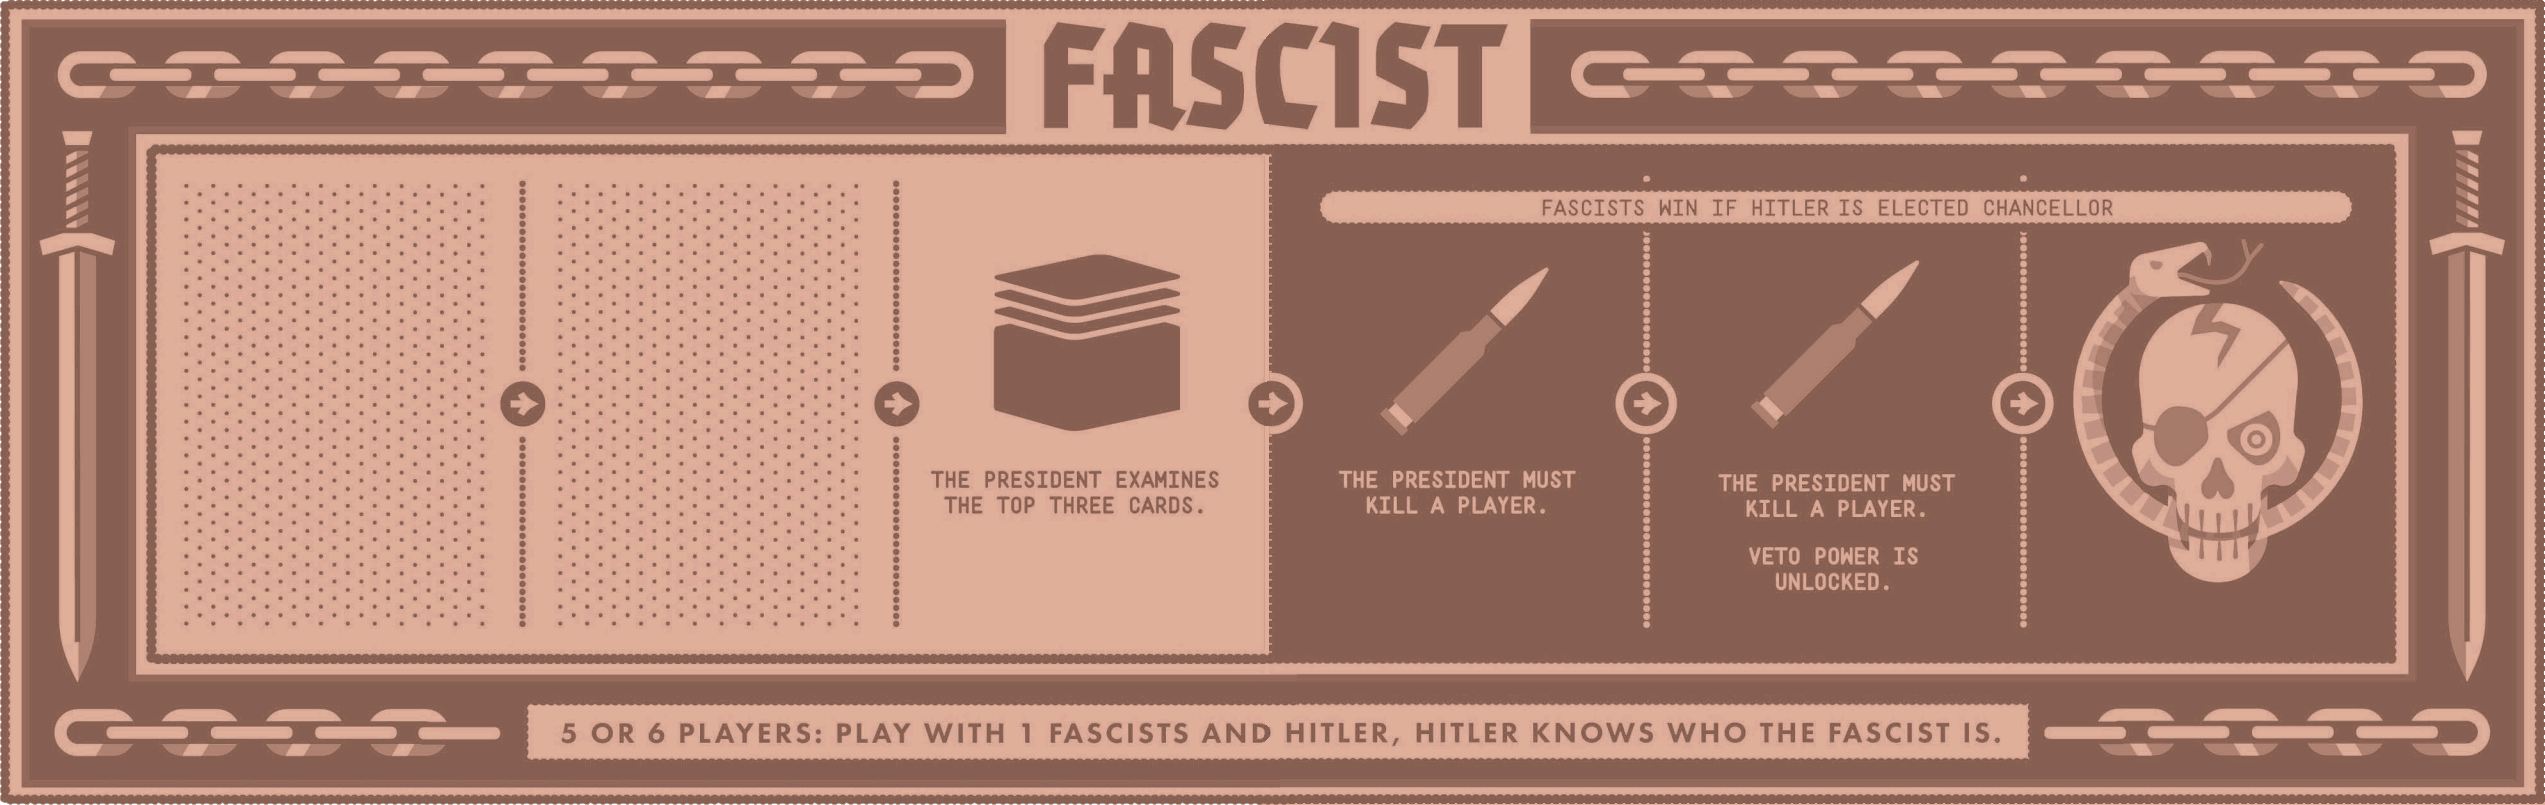 FASCIST
FASCISTS WIN IF HITLER IS ELECTED CHANCELLOR
THE PRESIDENT EXAMINES
THE TOP THREE CARDS.
THE PRESIDENT MUST
KILL A PLAYER.
THE PRESIDENT MUST
KILL A PLAYER.
VETO POWER IS
UNLOCKED.
5 OR 6 PLAYERS: PLAY WITH 1 FASCISTS AND HITLER, HITLER KNOWS WHO THE FASCIST IS.